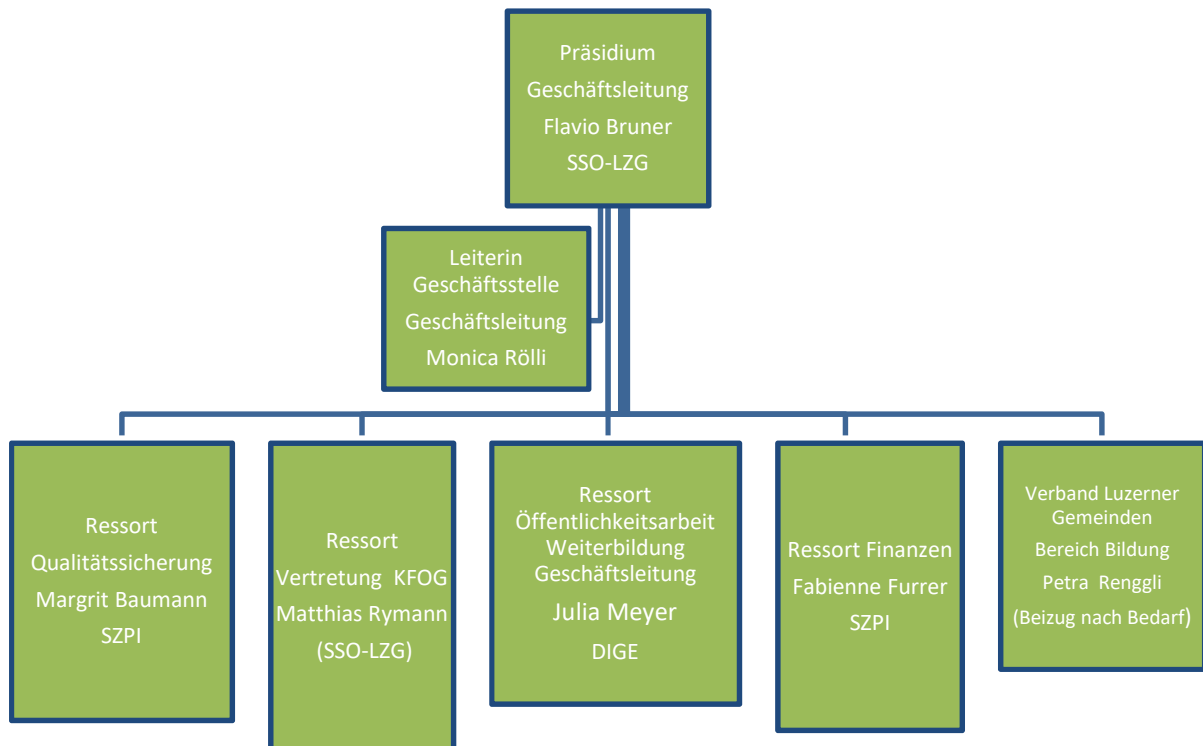 Präsidium
Geschäftsleitung
Flavio Bruner
SSO-LZG
Leiterin
Geschäftsstelle
Geschäftsleitung
Monica Rölli
Ressort
Qualitätssicherung
Margrit Baumann
SZPI
Ressort
Vertretung KFOG
Matthias Rymann
(SSO-LZG)
Ressort
Öffentlichkeitsarbeit
Weiterbildung
Geschäftsleitung
Julia Meyer
DIGE
Ressort Finanzen
Fabienne Furrer
SZPI
Verband Luzerner
Gemeinden
Bereich Bildung
Petra Renggli
(Beizug nach Bedarf)